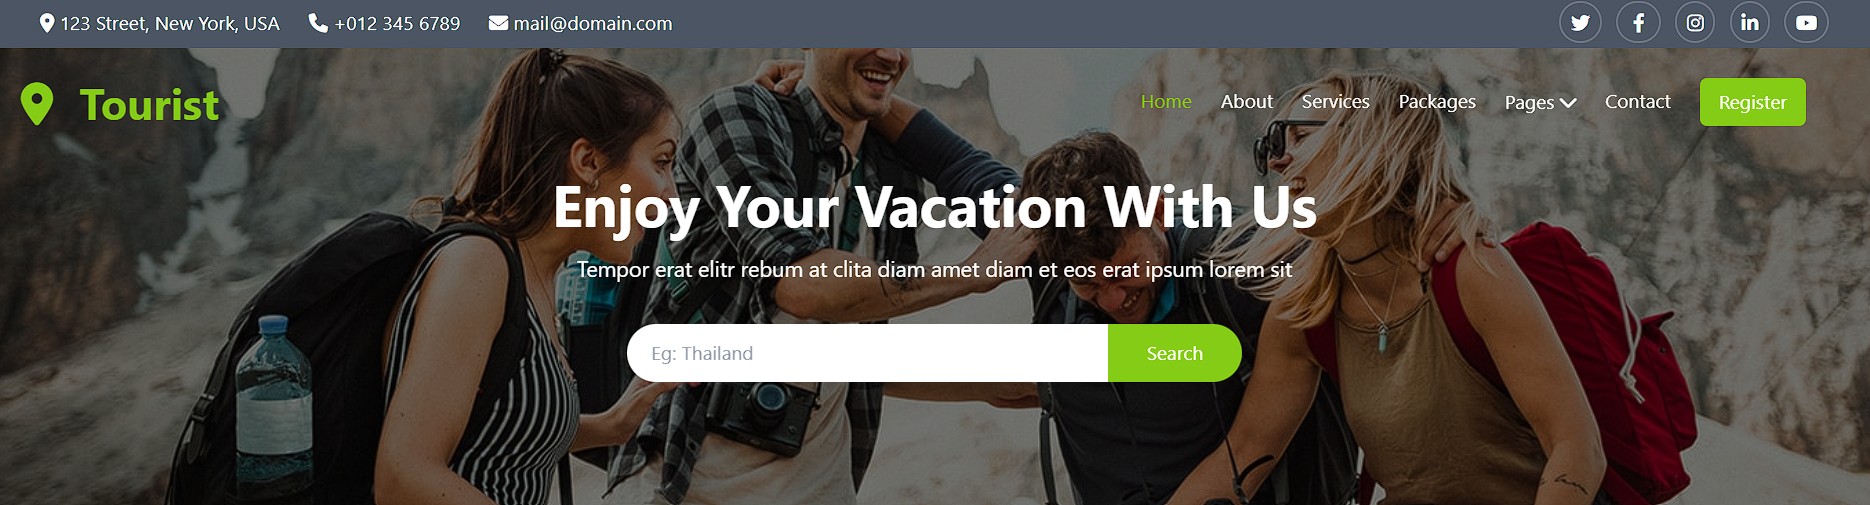 123 Street, New York, USA +012 345 6789 mail@domain.com
Tourist Home About Services Packages Pages Contact Register
Enjoy Your Vacation With Us
Tempor erat elitr rebum at clita diam amet diam et eos erat ipsum lorem sit
Eg: Thailand Search